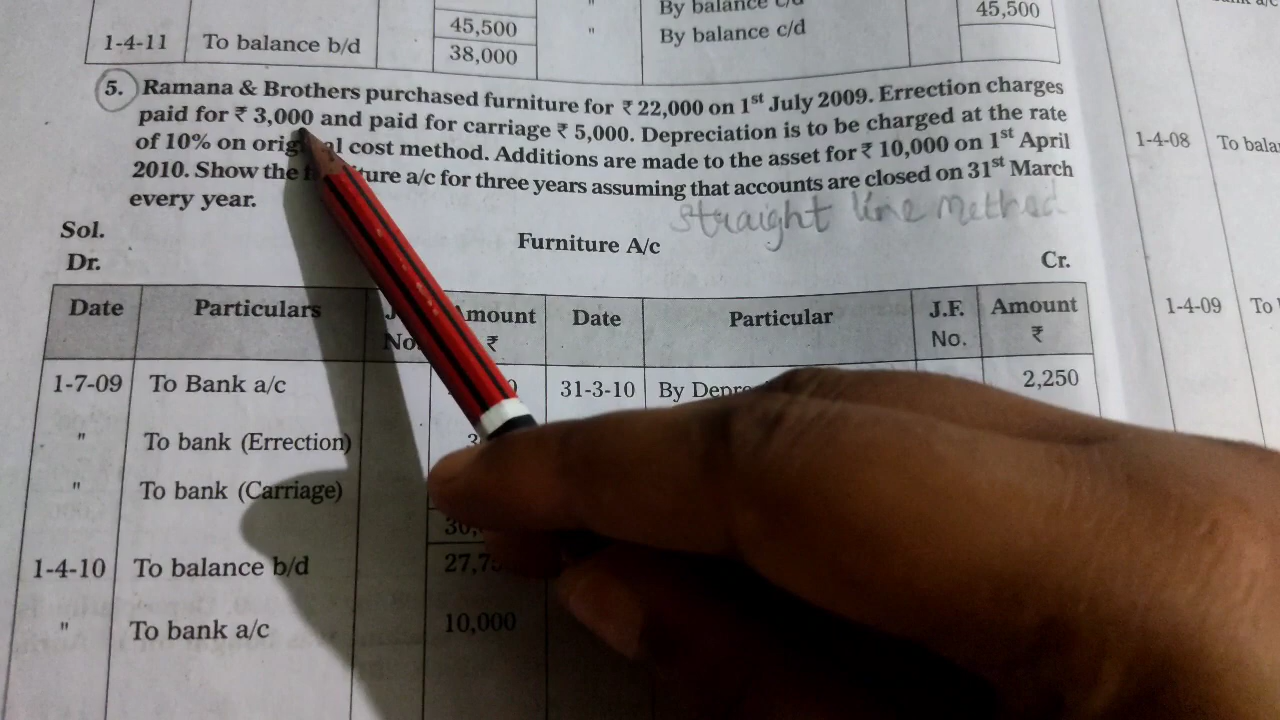 By balance c/d
45,500
45,500 " By balance c/d
1-4-11 To balance b/d 38,000
5. Ramana & Brothers purchased furniture for ₹ 22,000 on 1st July 2009. Errection charges
paid for ₹ 3,000 and paid for carriage ₹ 5,000. Depreciation is to be charged at the rate
of 10% on original cost method. Additions are made to the asset for ₹ 10,000 on 1st April
2010. Show the furniture a/c for three years assuming that accounts are closed on 31st March
every year.
straight line method
Sol.
Furniture A/c
Dr. Cr.
Date Particulars Amount Date Particular J.F. Amount
No. ₹ No. ₹
1-7-09 To Bank a/c 31-3-10 By 2,250
" To bank (Errection)
" To bank (Carriage)
1-4-10 To balance b/d
" To bank a/c 10,000
1-4-08
1-4-09 To